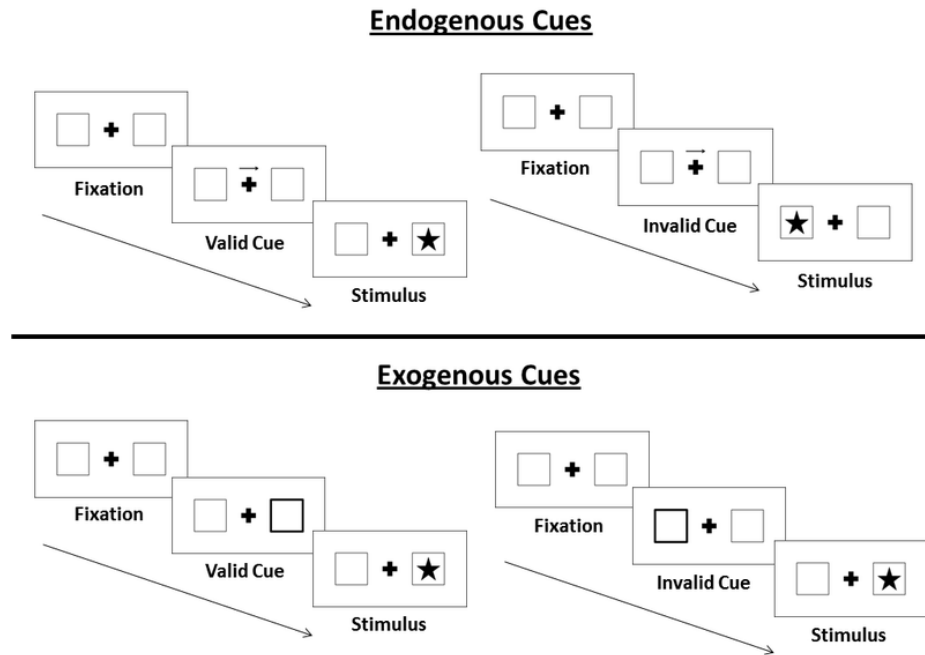 Endogenous Cues
Fixation
Valid Cue
Stimulus
Fixation
Invalid Cue
Stimulus
Exogenous Cues
Fixation
Valid Cue
Stimulus
Fixation
Invalid Cue
Stimulus